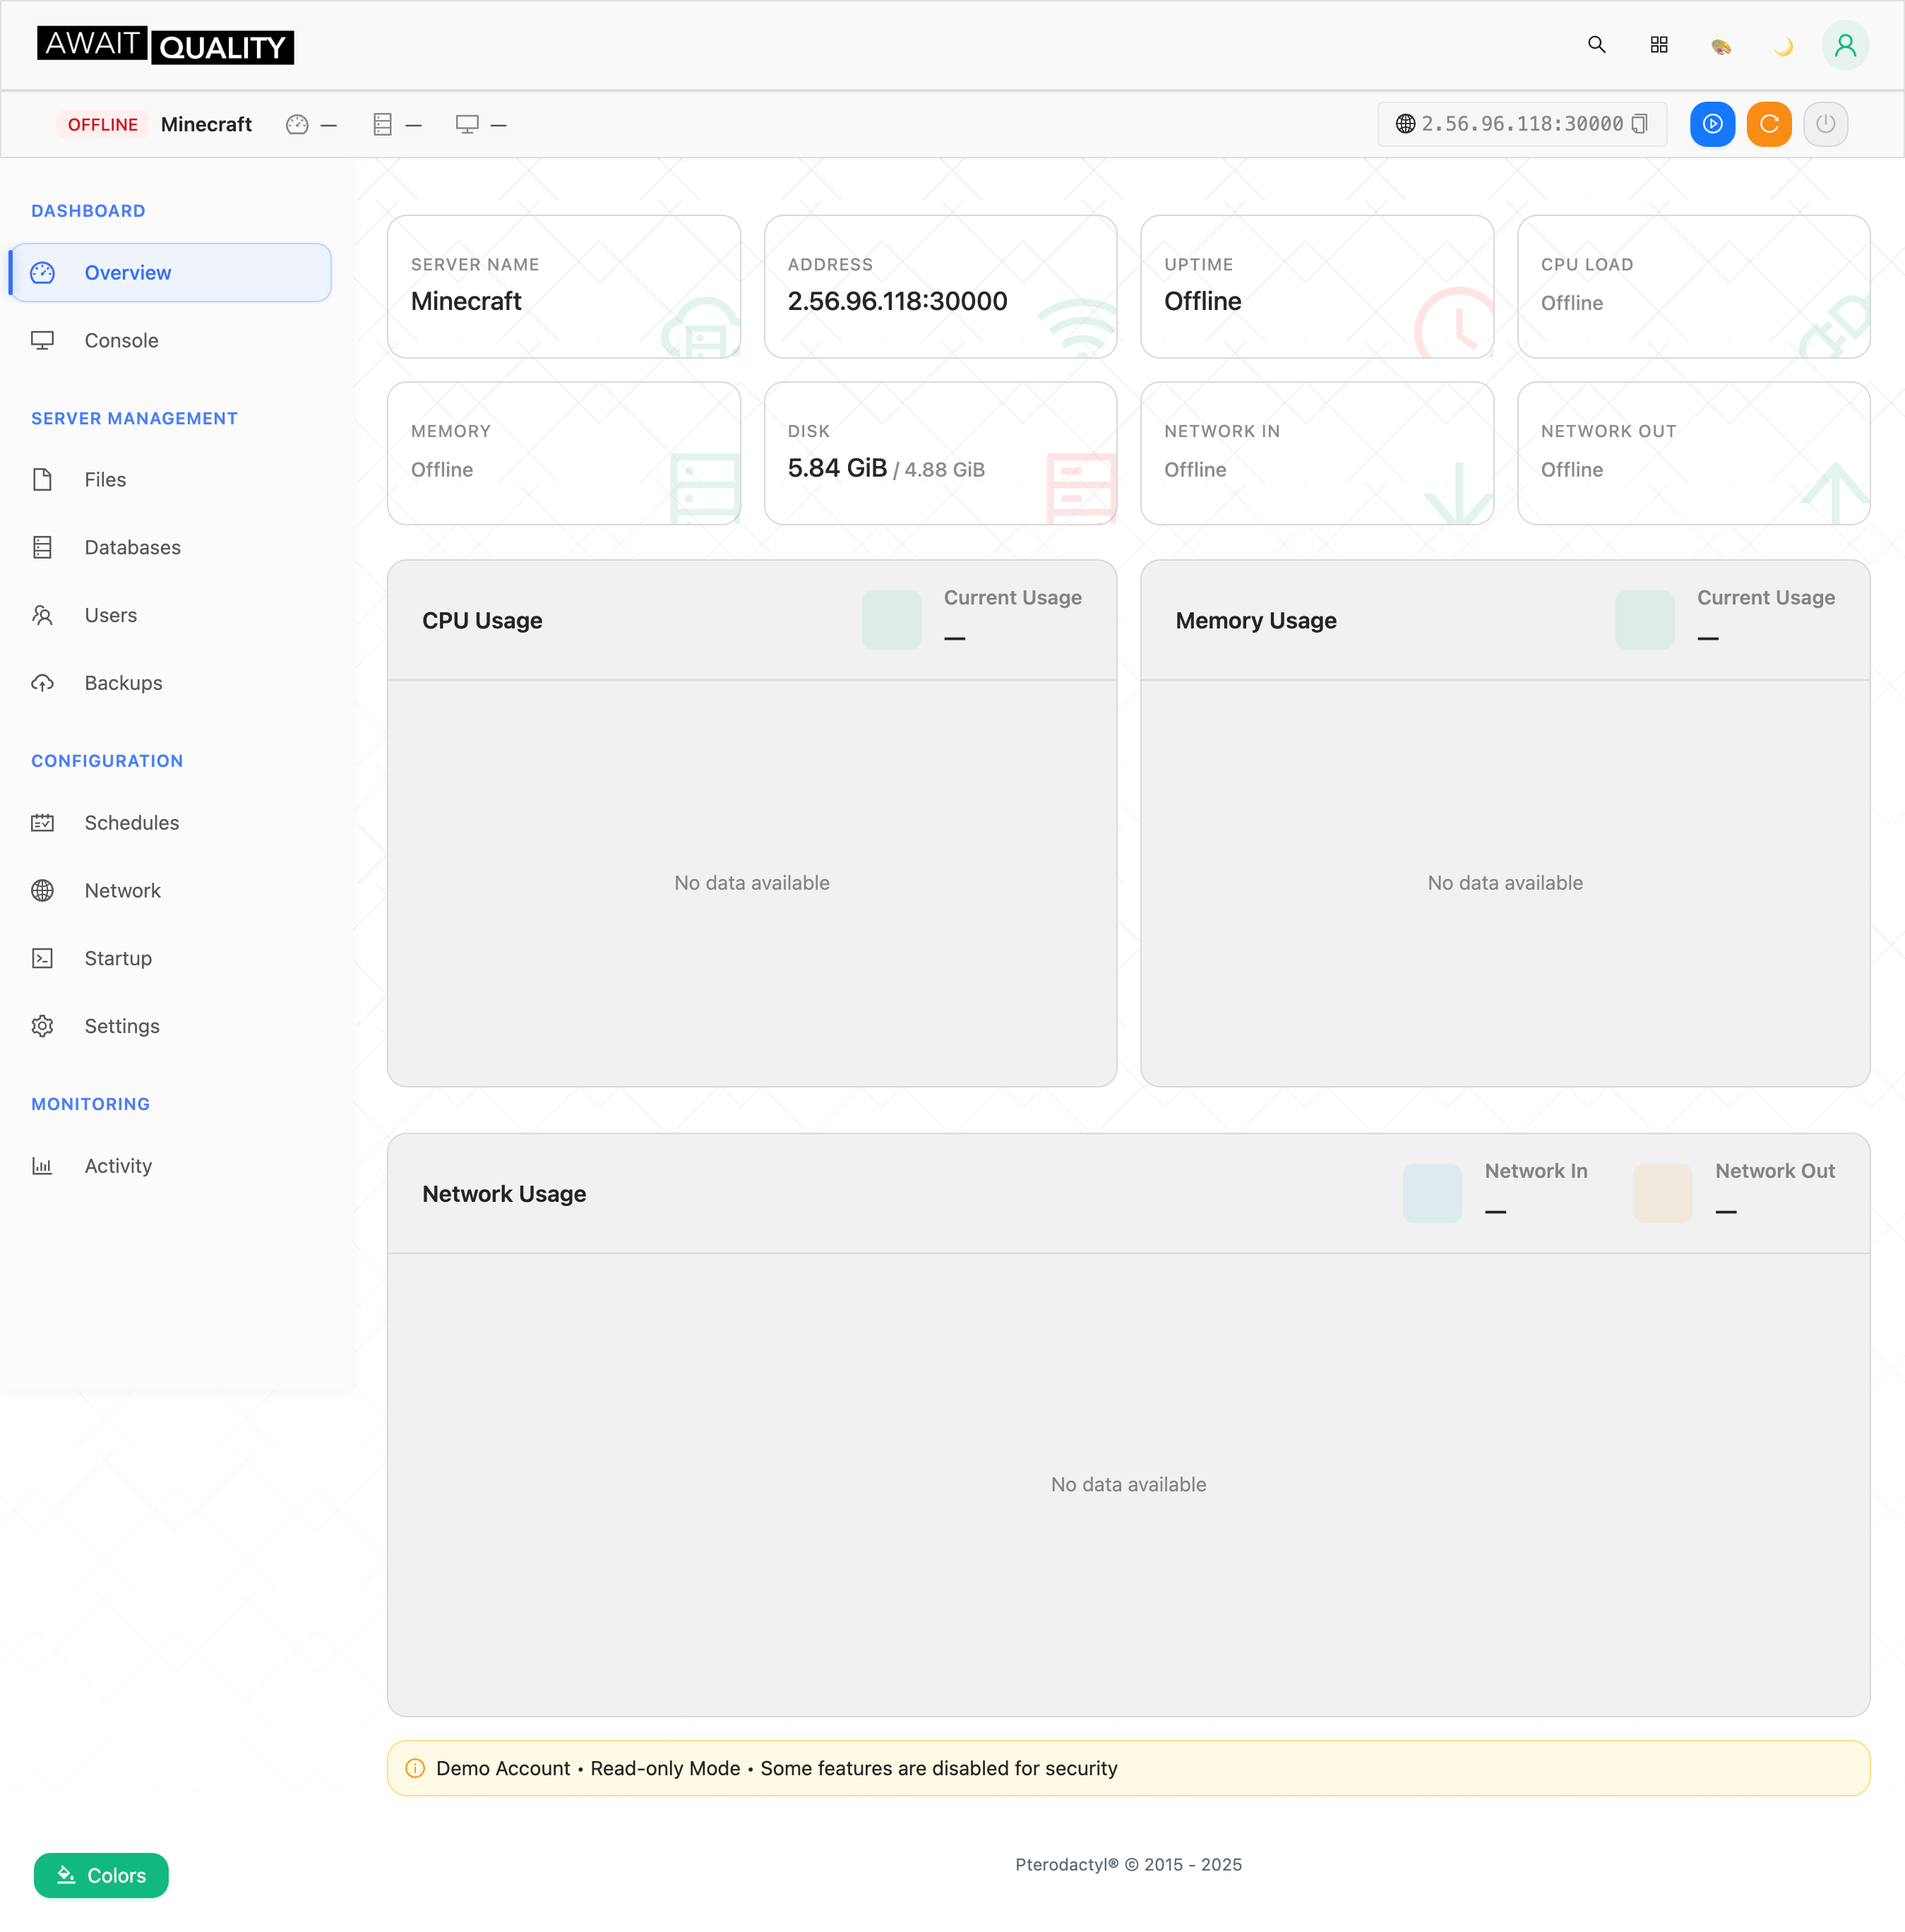 AWAIT QUALITY
OFFLINE Minecraft — — — 2.56.96.118:30000
DASHBOARD
Overview
Console
SERVER MANAGEMENT
Files
Databases
Users
Backups
CONFIGURATION
Schedules
Network
Startup
Settings
MONITORING
Activity
SERVER NAME
Minecraft
ADDRESS
2.56.96.118:30000
UPTIME
Offline
CPU LOAD
Offline
MEMORY
Offline
DISK
5.84 GiB / 4.88 GiB
NETWORK IN
Offline
NETWORK OUT
Offline
CPU Usage
Current Usage
—
No data available
Memory Usage
Current Usage
—
No data available
Network Usage
Network In
—
Network Out
—
No data available
Demo Account • Read-only Mode • Some features are disabled for security
Colors
Pterodactyl® © 2015 - 2025